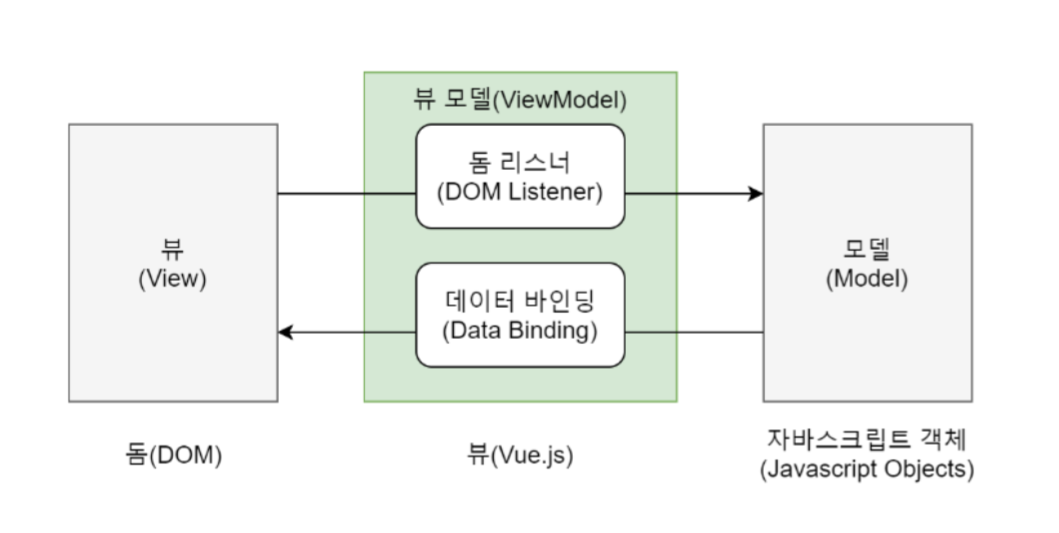 뷰 모델(ViewModel)
돔 리스너
(DOM Listener)
뷰
(View)
모델
(Model)
데이터 바인딩
(Data Binding)
돔(DOM)
뷰(Vue.js)
자바스크립트 객체
(Javascript Objects)